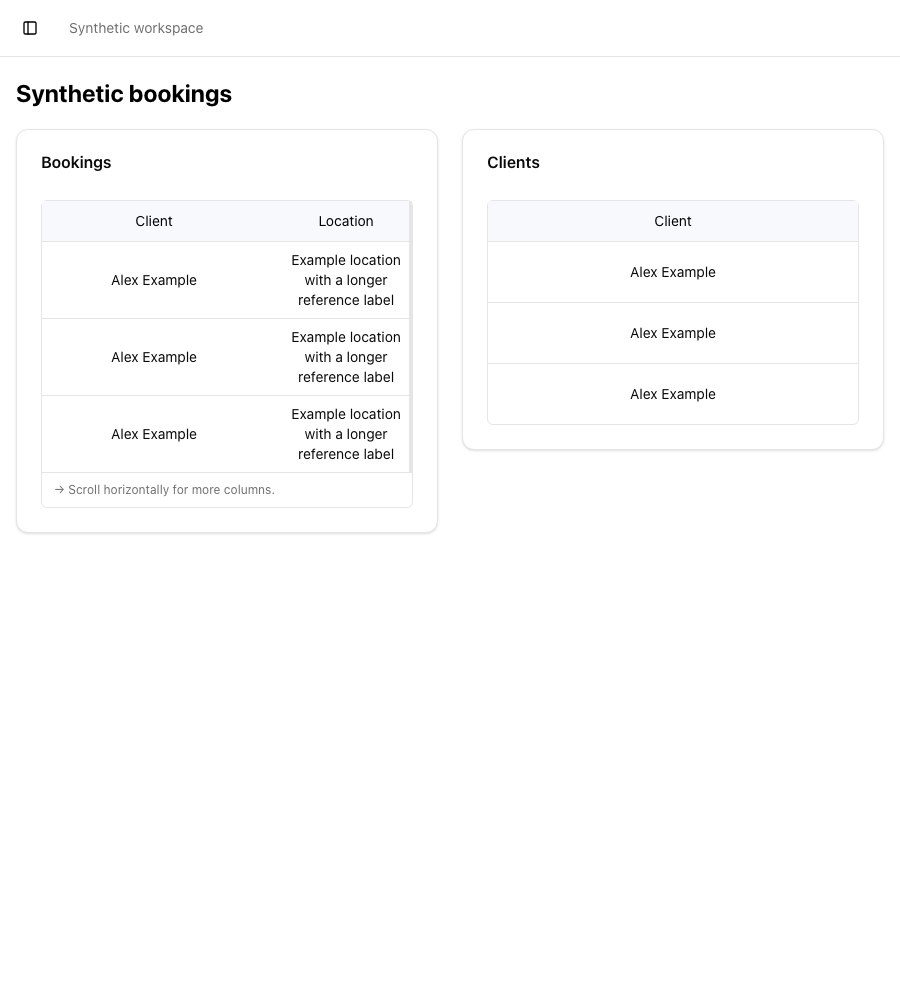 Synthetic workspace
Synthetic bookings
Bookings
Client Location
Alex Example
Example location
with a longer
reference label
Alex Example
Example location
with a longer
reference label
Alex Example
Example location
with a longer
reference label
→ Scroll horizontally for more columns.
Clients
Client
Alex Example
Alex Example
Alex Example